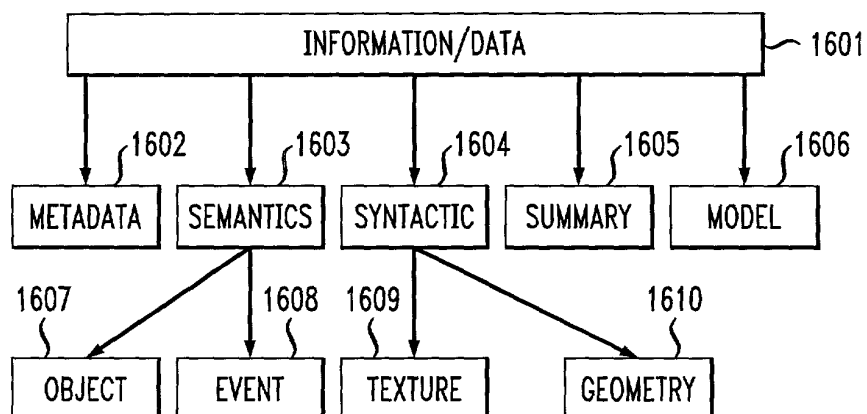 INFORMATION/DATA
1601
1602
1603
1604
1605
1606
METADATA
SEMANTICS
SYNTACTIC
SUMMARY
MODEL
1607
1608
1609
1610
OBJECT
EVENT
TEXTURE
GEOMETRY